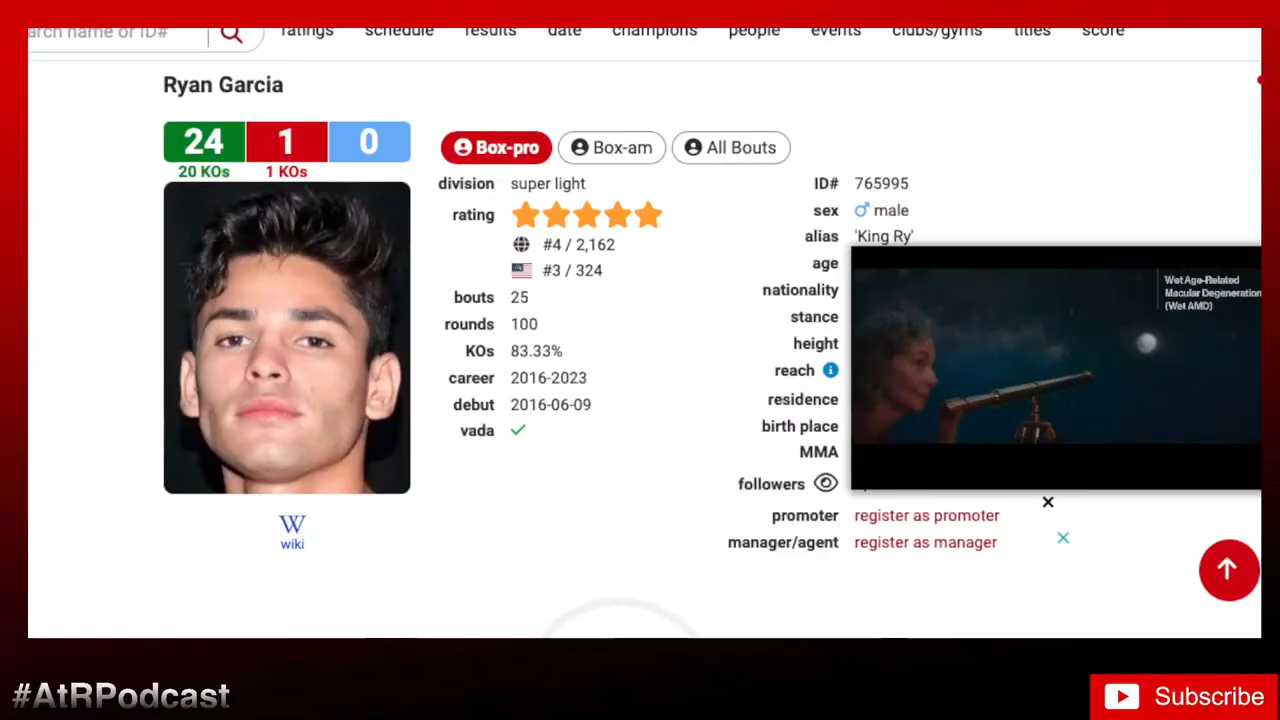 arch name or ID# ratings schedule results date champions people events clubs/gyms titles score
Ryan Garcia
24 1 0
20 KOs 1 KOs
Box-pro Box-am All Bouts
division super light
rating
#4 / 2,162
#3 / 324
bouts 25
rounds 100
KOs 83.33%
career 2016-2023
debut 2016-06-09
vada
W
wiki
ID# 765995
sex male
alias 'King Ry'
age
nationality
stance
height
reach
residence
birth place
MMA
followers
promoter register as promoter
manager/agent register as manager
Wet Age-Related
Macular Degeneration
(Wet AMD)
#AtRPodcast
Subscribe